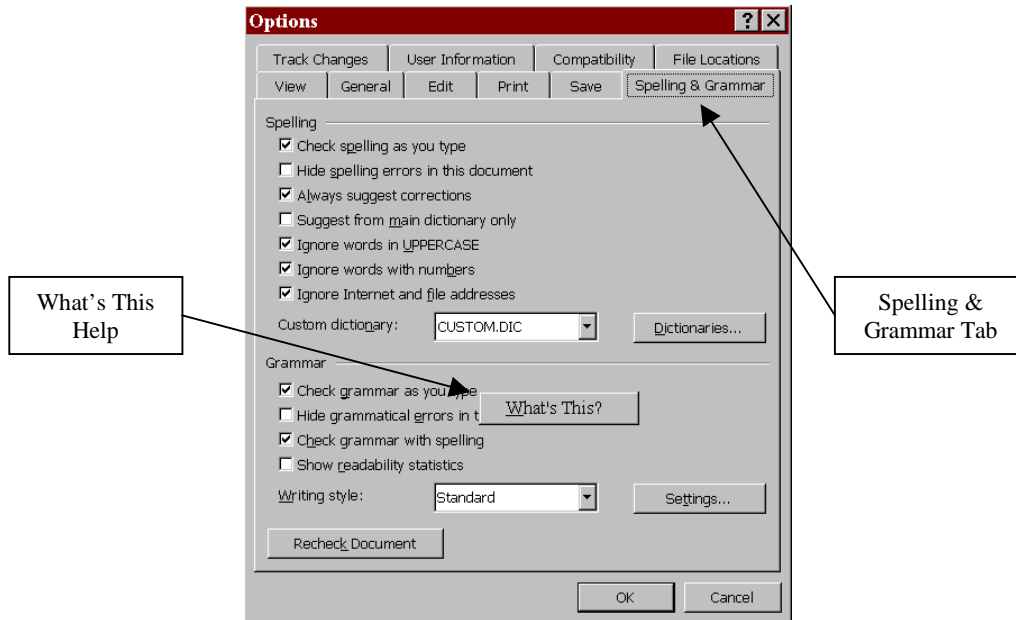 Options
Track Changes User Information Compatibility File Locations
View General Edit Print Save Spelling & Grammar
Spelling
Check spelling as you type
Hide spelling errors in this document
Always suggest corrections
Suggest from main dictionary only
Ignore words in UPPERCASE
Ignore words with numbers
Ignore Internet and file addresses
Custom dictionary: CUSTOM.DIC Dictionaries...
Grammar
Check grammar as you type
What's This?
Hide grammatical errors in t
Check grammar with spelling
Show readability statistics
Writing style: Standard Settings...
Recheck Document
OK Cancel
What's This
Help
Spelling &
Grammar Tab